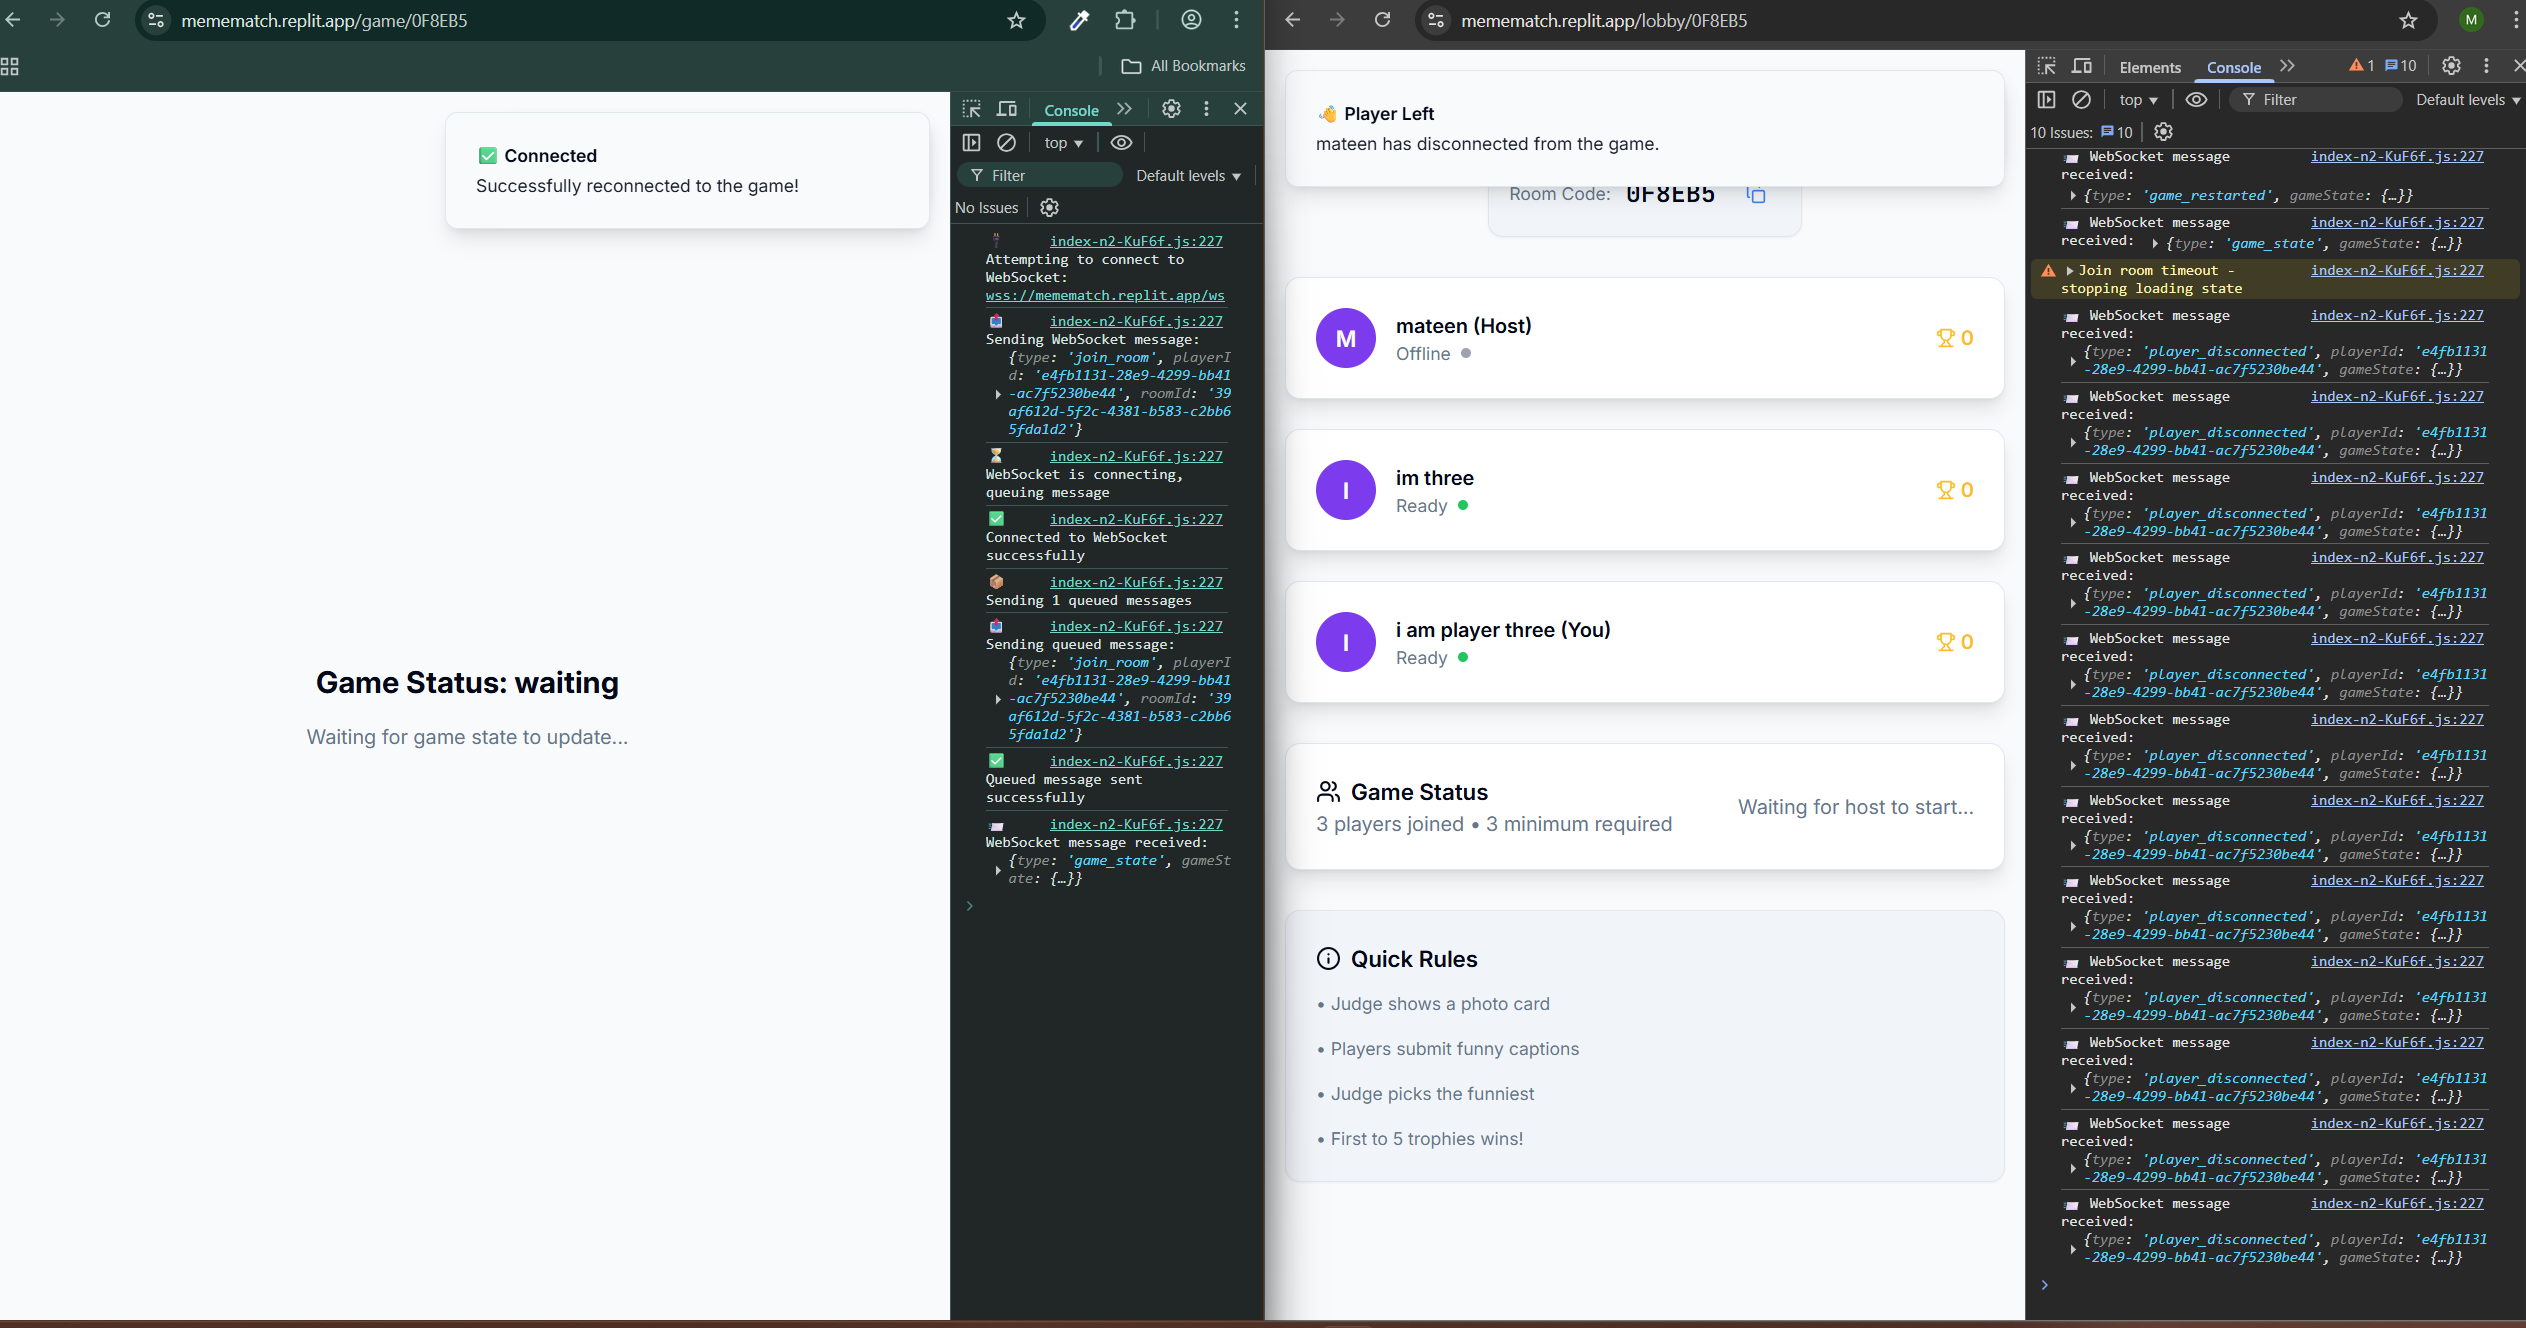 memematch.replit.app/game/0F8EB5
All Bookmarks
✅ Connected
Successfully reconnected to the game!
Game Status: waiting
Waiting for game state to update...
Console
top
Filter
Default levels
No Issues
index-n2-KuF6f.js:227
Attempting to connect to
WebSocket:
wss://memematch.replit.app/ws
index-n2-KuF6f.js:227
Sending WebSocket message:
{type: 'join_room', playerI
d: 'e4fb1131-28e9-4299-bb41
-ac7f5230be44', roomId: '39
af612d-5f2c-4381-b583-c2bb6
5fda1d2'}
index-n2-KuF6f.js:227
WebSocket is connecting,
queuing message
index-n2-KuF6f.js:227
Connected to WebSocket
successfully
index-n2-KuF6f.js:227
Sending 1 queued messages
index-n2-KuF6f.js:227
Sending queued message:
{type: 'join_room', playerI
d: 'e4fb1131-28e9-4299-bb41
-ac7f5230be44', roomId: '39
af612d-5f2c-4381-b583-c2bb6
5fda1d2'}
index-n2-KuF6f.js:227
Queued message sent
successfully
index-n2-KuF6f.js:227
WebSocket message received:
{type: 'game_state', gameSt
ate: {…}}
memematch.replit.app/lobby/0F8EB5
M
👋 Player Left
mateen has disconnected from the game.
Room Code: 0F8EB5
M
mateen (Host)
Offline
0
I
im three
Ready
0
I
i am player three (You)
Ready
0
Game Status
3 players joined • 3 minimum required
Waiting for host to start...
Quick Rules
• Judge shows a photo card
• Players submit funny captions
• Judge picks the funniest
• First to 5 trophies wins!
Elements
Console
1
10
top
Filter
Default levels
10 Issues: 10
WebSocket message index-n2-KuF6f.js:227
received:
{type: 'game_restarted', gameState: {…}}
WebSocket message index-n2-KuF6f.js:227
received: {type: 'game_state', gameState: {…}}
Join room timeout - index-n2-KuF6f.js:227
stopping loading state
WebSocket message index-n2-KuF6f.js:227
received:
{type: 'player_disconnected', playerId: 'e4fb1131
-28e9-4299-bb41-ac7f5230be44', gameState: {…}}
WebSocket message index-n2-KuF6f.js:227
received:
{type: 'player_disconnected', playerId: 'e4fb1131
-28e9-4299-bb41-ac7f5230be44', gameState: {…}}
WebSocket message index-n2-KuF6f.js:227
received:
{type: 'player_disconnected', playerId: 'e4fb1131
-28e9-4299-bb41-ac7f5230be44', gameState: {…}}
WebSocket message index-n2-KuF6f.js:227
received:
{type: 'player_disconnected', playerId: 'e4fb1131
-28e9-4299-bb41-ac7f5230be44', gameState: {…}}
WebSocket message index-n2-KuF6f.js:227
received:
{type: 'player_disconnected', playerId: 'e4fb1131
-28e9-4299-bb41-ac7f5230be44', gameState: {…}}
WebSocket message index-n2-KuF6f.js:227
received:
{type: 'player_disconnected', playerId: 'e4fb1131
-28e9-4299-bb41-ac7f5230be44', gameState: {…}}
WebSocket message index-n2-KuF6f.js:227
received:
{type: 'player_disconnected', playerId: 'e4fb1131
-28e9-4299-bb41-ac7f5230be44', gameState: {…}}
WebSocket message index-n2-KuF6f.js:227
received:
{type: 'player_disconnected', playerId: 'e4fb1131
-28e9-4299-bb41-ac7f5230be44', gameState: {…}}
WebSocket message index-n2-KuF6f.js:227
received:
{type: 'player_disconnected', playerId: 'e4fb1131
-28e9-4299-bb41-ac7f5230be44', gameState: {…}}
WebSocket message index-n2-KuF6f.js:227
received:
{type: 'player_disconnected', playerId: 'e4fb1131
-28e9-4299-bb41-ac7f5230be44', gameState: {…}}
WebSocket message index-n2-KuF6f.js:227
received:
{type: 'player_disconnected', playerId: 'e4fb1131
-28e9-4299-bb41-ac7f5230be44', gameState: {…}}
WebSocket message index-n2-KuF6f.js:227
received:
{type: 'player_disconnected', playerId: 'e4fb1131
-28e9-4299-bb41-ac7f5230be44', gameState: {…}}